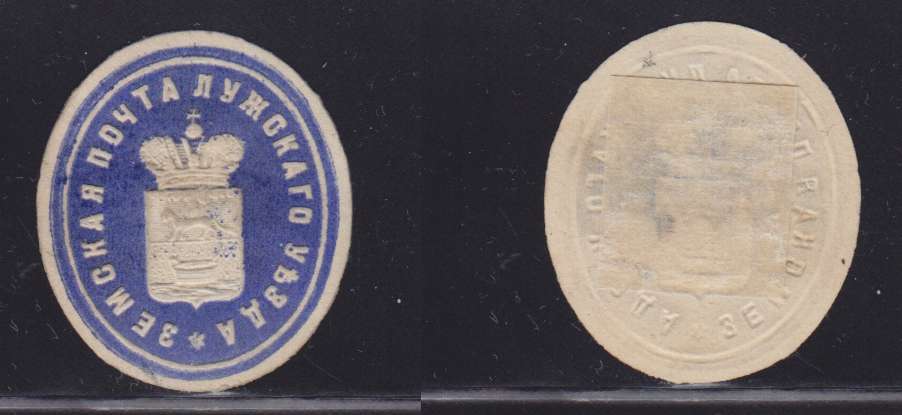 ЗЕМСКАЯ ПОЧТА ЛУЖСКАГО УѢЗДА *